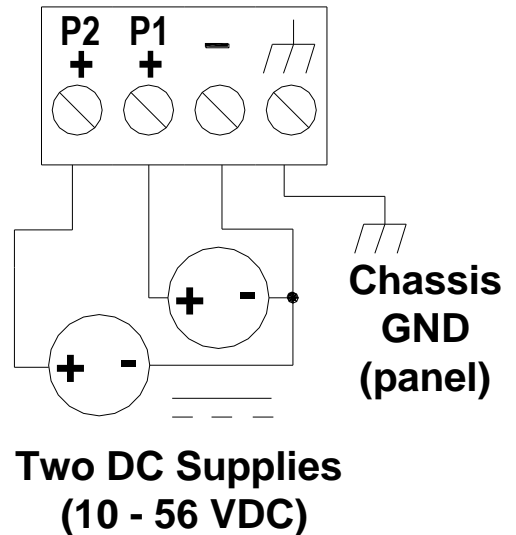 P2 P1 -
+ +
+ -
+ -
Chassis
GND
(panel)
Two DC Supplies
(10 - 56 VDC)